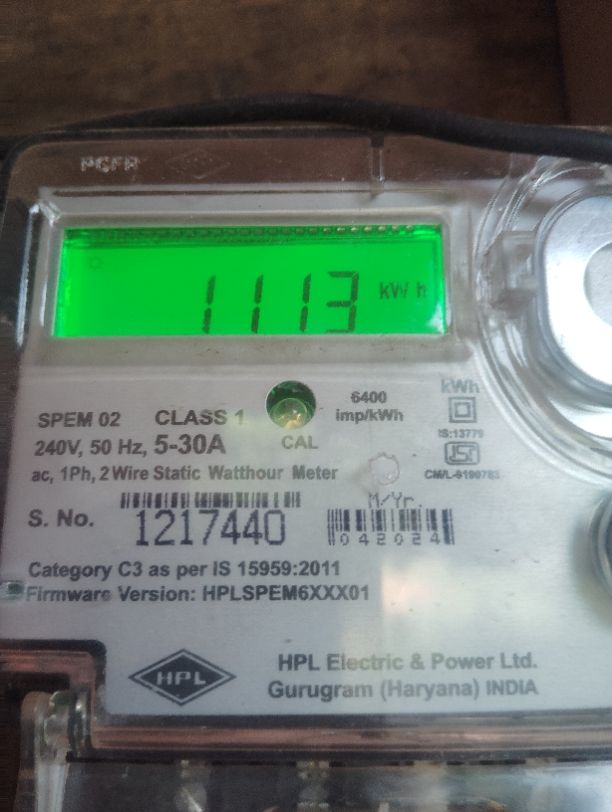 PGFR
1113 kWh
6400
imp/kWh
kWh
SPEM 02 CLASS 1
IS:13779
240V, 50 Hz, 5-30A
CAL
ac, 1Ph, 2 Wire Static Watthour Meter
M/Yr.
S. No. 1217440
042024
Category C3 as per IS 15959:2011
Firmware Version: HPLSPEM6XXX01
HPL
HPL Electric & Power Ltd.
Gurugram (Haryana) INDIA